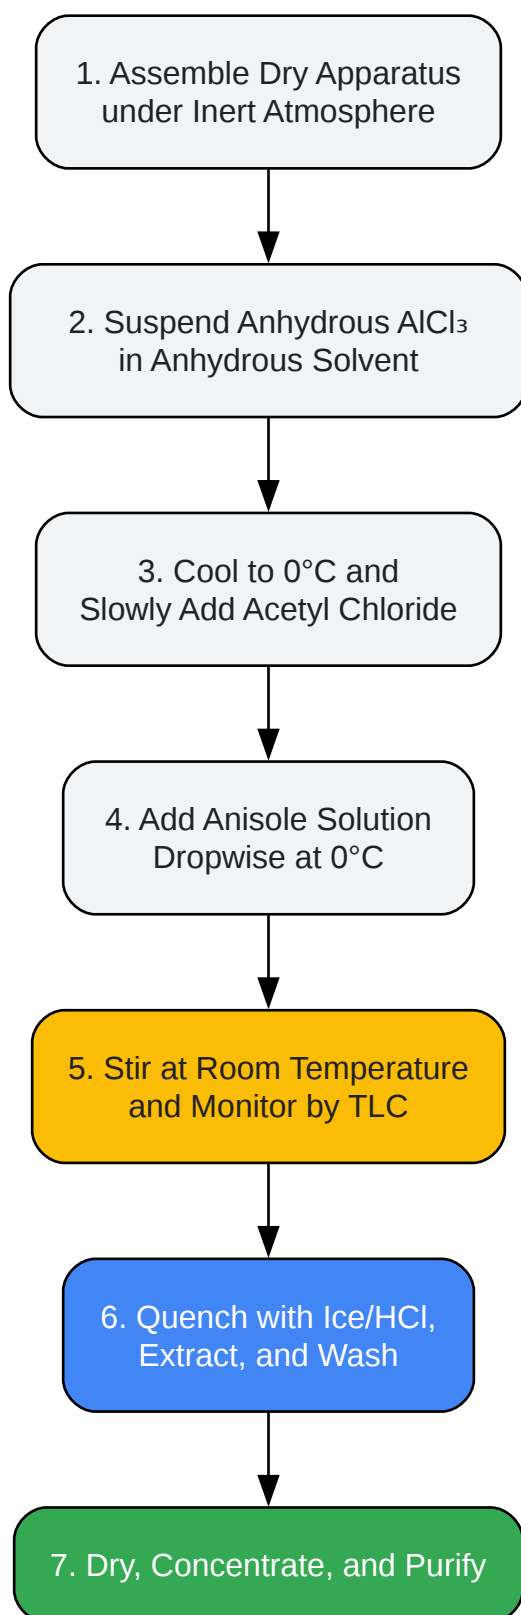 1. Assemble Dry Apparatus
under Inert Atmosphere
2. Suspend Anhydrous AlCl₃
in Anhydrous Solvent
3. Cool to 0°C and
Slowly Add Acetyl Chloride
4. Add Anisole Solution
Dropwise at 0°C
5. Stir at Room Temperature
and Monitor by TLC
6. Quench with Ice/HCl,
Extract, and Wash
7. Dry, Concentrate, and Purify